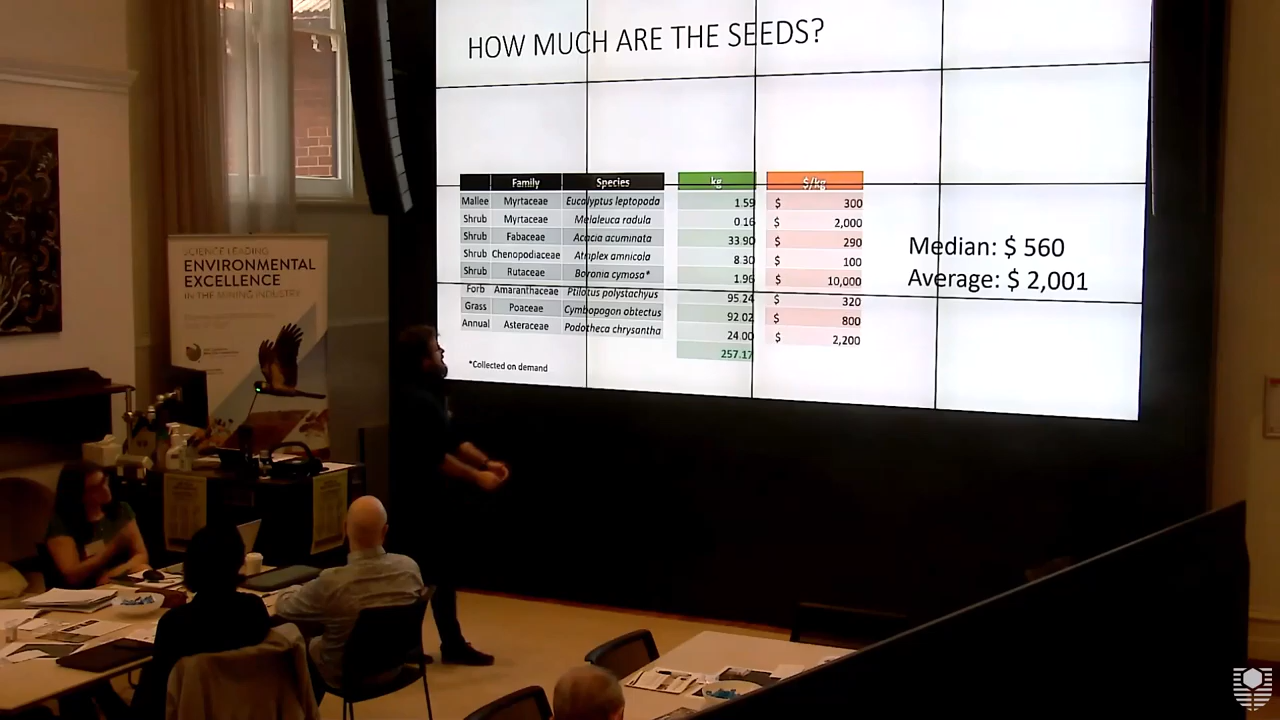 HOW MUCH ARE THE SEEDS?
Family Species kg $/kg
Mallee Myrtaceae Eucalyptus leptopoda 1.59 $ 300
Shrub Myrtaceae Melaleuca radula 0.16 $ 2,000
Shrub Fabaceae Acacia acuminata 33.90 $ 290
Shrub Chenopodiaceae Atriplex amnicola 8.30 $ 100
Shrub Rutaceae Boronia cymosa* 1.96 $ 10,000
Forb Amaranthaceae Ptilotus polystachyus 95.24 $ 320
Grass Poaceae Cymbopogon obtectus 92.02 $ 800
Annual Asteraceae Podotheca chrysantha 24.00 $ 2,200
257.17
*Collected on demand
Median: $ 560
Average: $ 2,001
SCIENCE LEADING
ENVIRONMENTAL
EXCELLENCE
IN THE MINING INDUSTRY